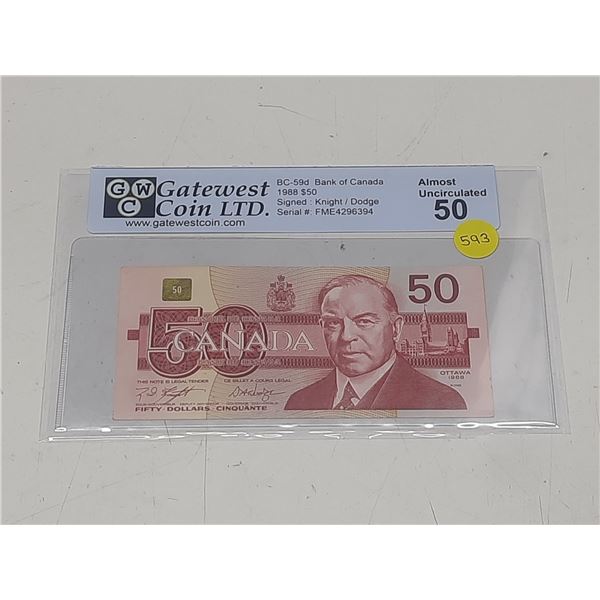 GWC
Gatewest
Coin LTD.
www.gatewestcoin.com
BC-59d Bank of Canada
1988 $50
Signed : Knight / Dodge
Serial #: FME4296394
Almost
Uncirculated
50
593
50
50
50
CANADA
THIS NOTE IS LEGAL TENDER CE BILLET A COURS LÉGAL
OTTAWA
1988
FIFTY DOLLARS CINQUANTE